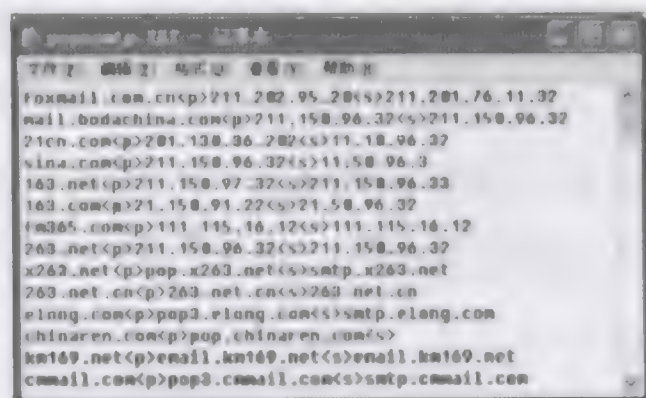 foxmail.com.cn<p>211.202.95.20<s>211.201.76.11.32
mail.bodachina.com<p>211.150.96.32<s>211.150.96.32
21cn.com<p>201.130.36.202<s>11.10.96.32
sina.com<p>211.150.96.32<s>11.50 96.3
163.net<p>211.150.97.32<s>211.150.96.33
163.com<p>21.150.91.22<s>21.50.96.32
tm365.com<p>111 115.16.12<s>111.115.16.12
263.net<p>211.150.96.32<s>211.150.96.32
x263.net<p>pop.x263.net<s>smtp.x263.net
263.net.cn<p>263 net.cn<s>263 net.cn
elong.com<p>pop3.elong.com<s>smtp.elong.com
chinaren.com<p>pop.chinaren.com<s>
km169.net<p>email.km169.net<s>email.km169.net
cmmail.com<p>pop3.cmmail.com<s>smtp.cmmail.com